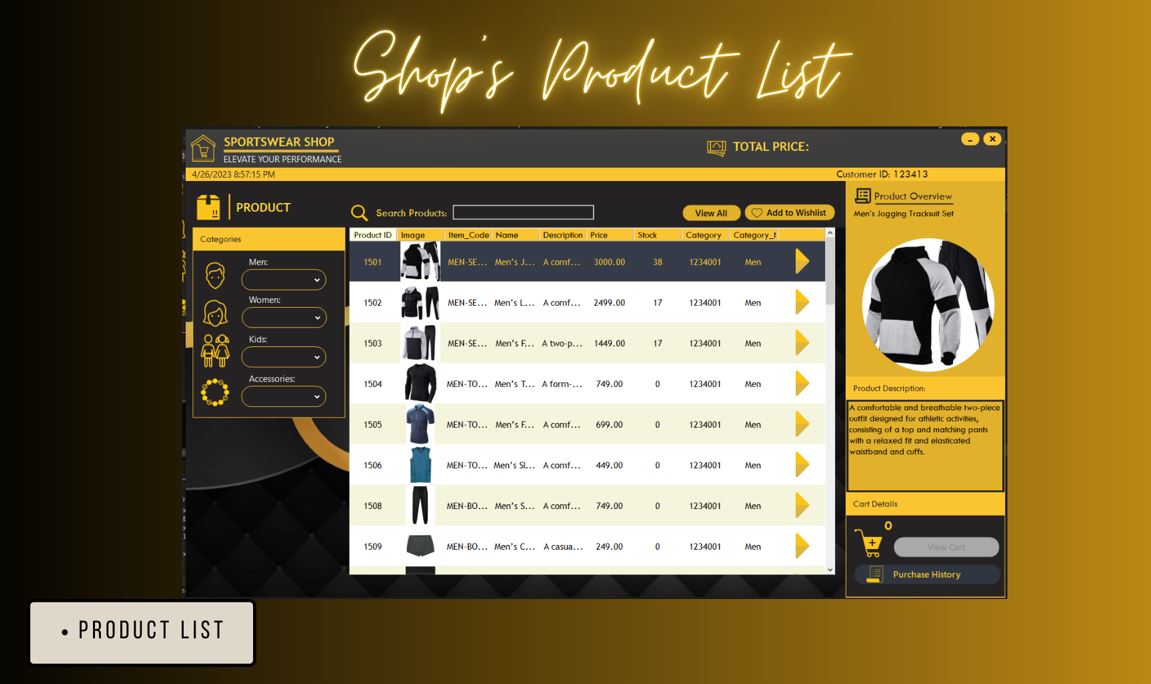 Shop's Product List
SPORTSWEAR SHOP
ELEVATE YOUR PERFORMANCE
TOTAL PRICE:
4/26/2023 8:57:15 PM
Customer ID: 123413
PRODUCT
Search Products:
View All
Add to Wishlist
Categories
Men:
Women:
Kids:
Accessories:
Product ID Image Item_Code Name Description Price Stock Category Category_N
1501 MEN-SE... Men's J... A comf... 3000.00 38 1234001 Men
1502 MEN-SE... Men's L... A comf... 2499.00 17 1234001 Men
1503 MEN-SE... Men's F... A two-p... 1449.00 17 1234001 Men
1504 MEN-TO... Men's T... A form-... 749.00 0 1234001 Men
1505 MEN-TO... Men's F... A comf... 699.00 0 1234001 Men
1506 MEN-TO... Men's Sl... A comf... 449.00 0 1234001 Men
1508 MEN-BO... Men's S... A comf... 749.00 0 1234001 Men
1509 MEN-BO... Men's C... A casua... 249.00 0 1234001 Men
Product Overview
Men's Jogging Tracksuit Set
Product Description:
A comfortable and breathable two-piece
outfit designed for athletic activities,
consisting of a top and matching pants
with a relaxed fit and elasticated
waistband and cuffs.
Cart Details
0
View Cart
Purchase History
• PRODUCT LIST